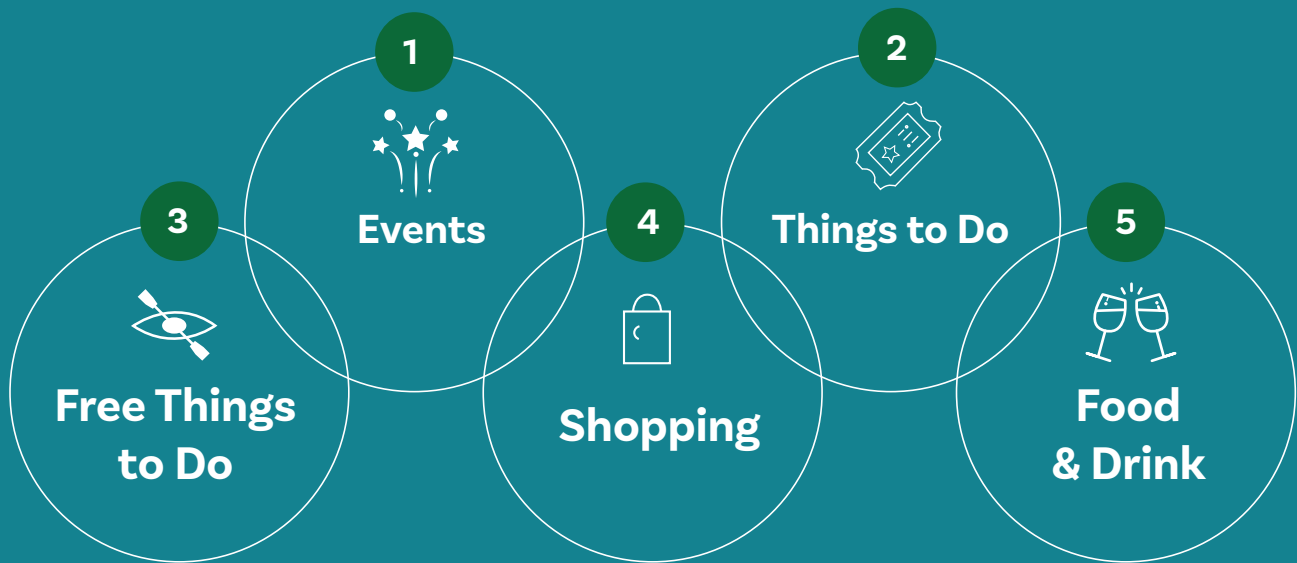 1
Events
2
Things to Do
3
Free Things
to Do
4
Shopping
5
Food
& Drink